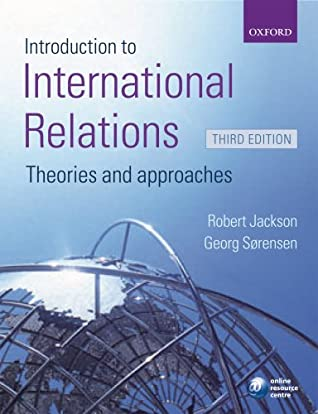 OXFORD
Introduction to
International
Relations
THIRD EDITION
Theories and approaches
Robert Jackson
Georg Sørensen
online
resource
centre